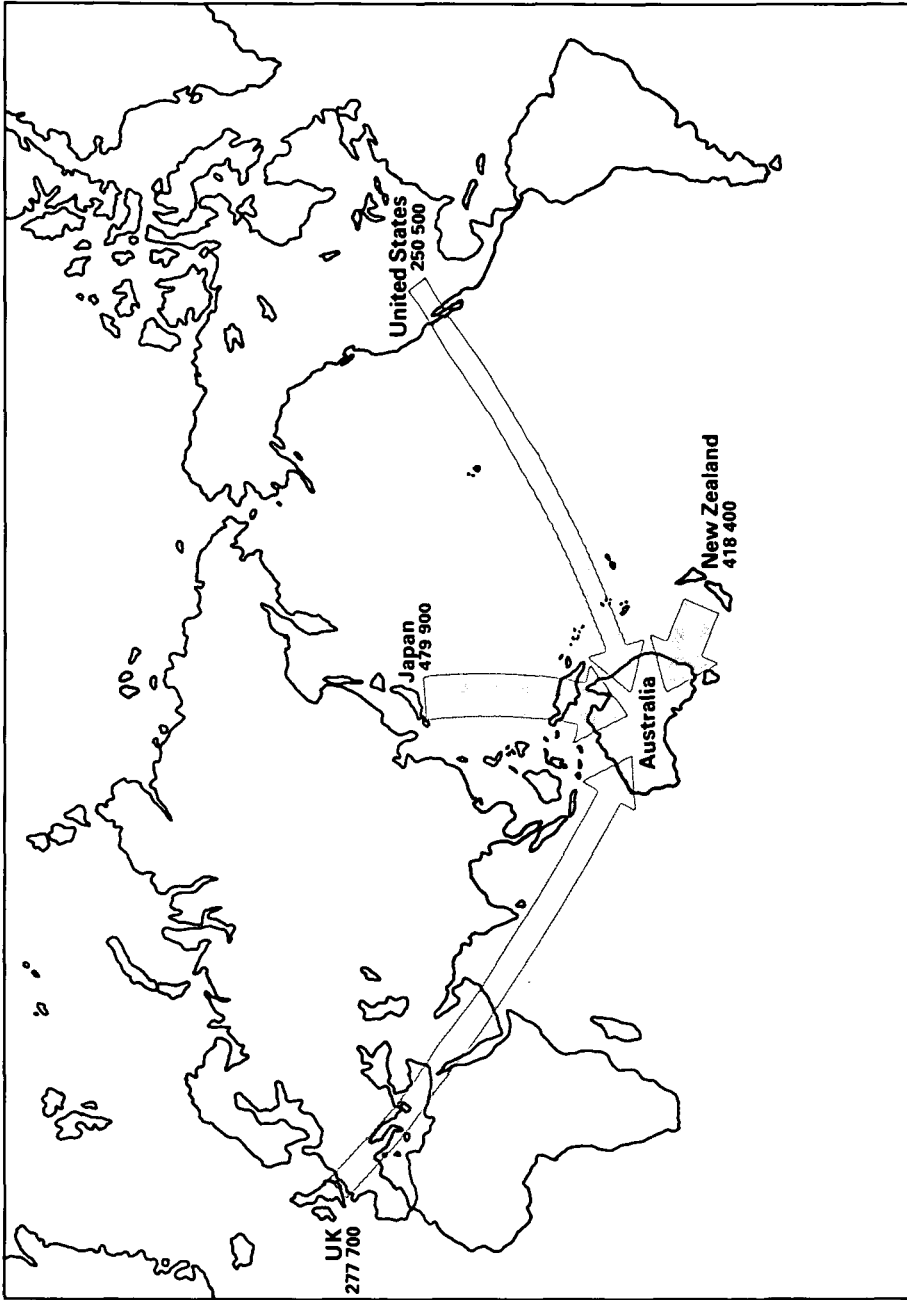 UK
277 700
Japan
479 900
United States
250 500
Australia
New Zealand
418 400